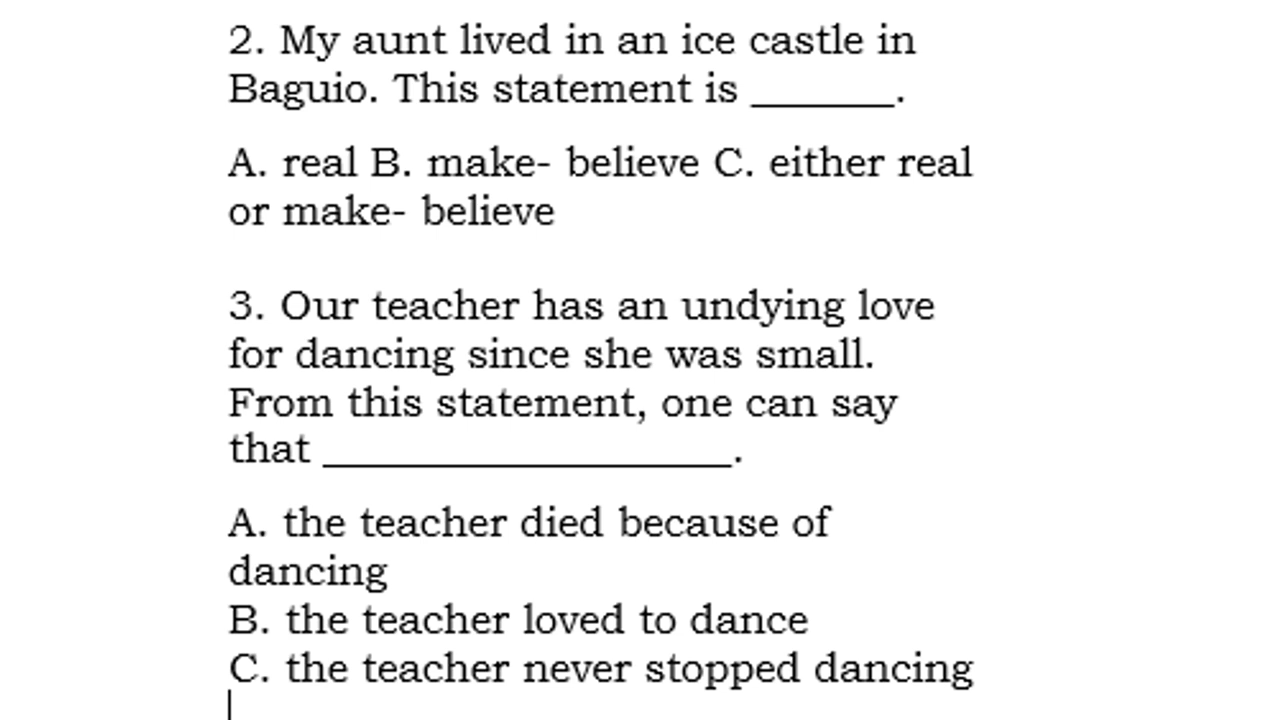 2. My aunt lived in an ice castle in
Baguio. This statement is _______.
A. real B. make- believe C. either real
or make- believe
3. Our teacher has an undying love
for dancing since she was small.
From this statement, one can say
that ____________________.
A. the teacher died because of
dancing
B. the teacher loved to dance
C. the teacher never stopped dancing